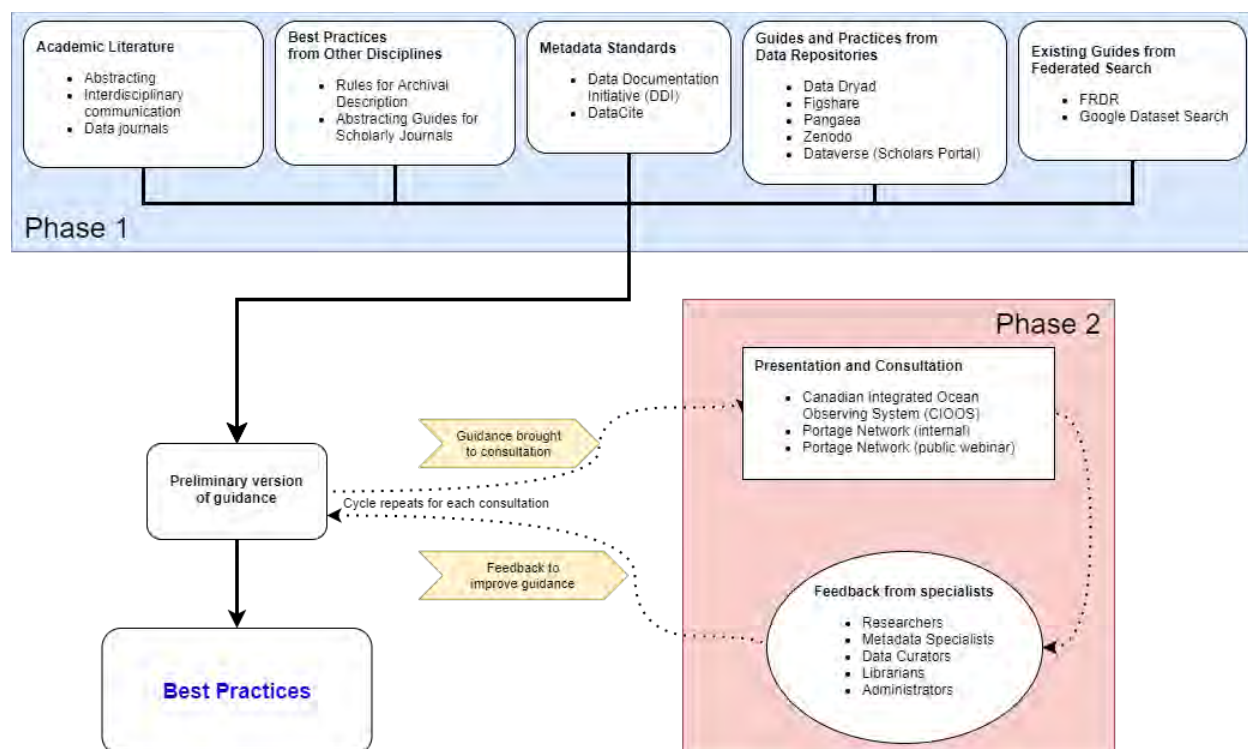 Academic Literature
Abstracting
Interdisciplinary
communication
Data journals
Best Practices
from Other Disciplines
Rules for Archival
Description
Abstracting Guides for
Scholarly Journals
Metadata Standards
Data Documentation
Initiative (DDI)
DataCite
Guides and Practices from
Data Repositories
Data Dryad
Figshare
Pangaea
Zenodo
Dataverse (Scholars Portal)
Existing Guides from
Federated Search
FRDR
Google Dataset Search
Phase 1
Phase 2
Presentation and Consultation
Canadian Integrated Ocean
Observing System (CIOOS)
Portage Network (internal)
Portage Network (public webinar)
Guidance brought
to consultation
Preliminary version
of guidance
Cycle repeats for each consultation
Feedback to
improve guidance
Feedback from specialists
Researchers
Metadata Specialists
Data Curators
Librarians
Administrators
Best Practices